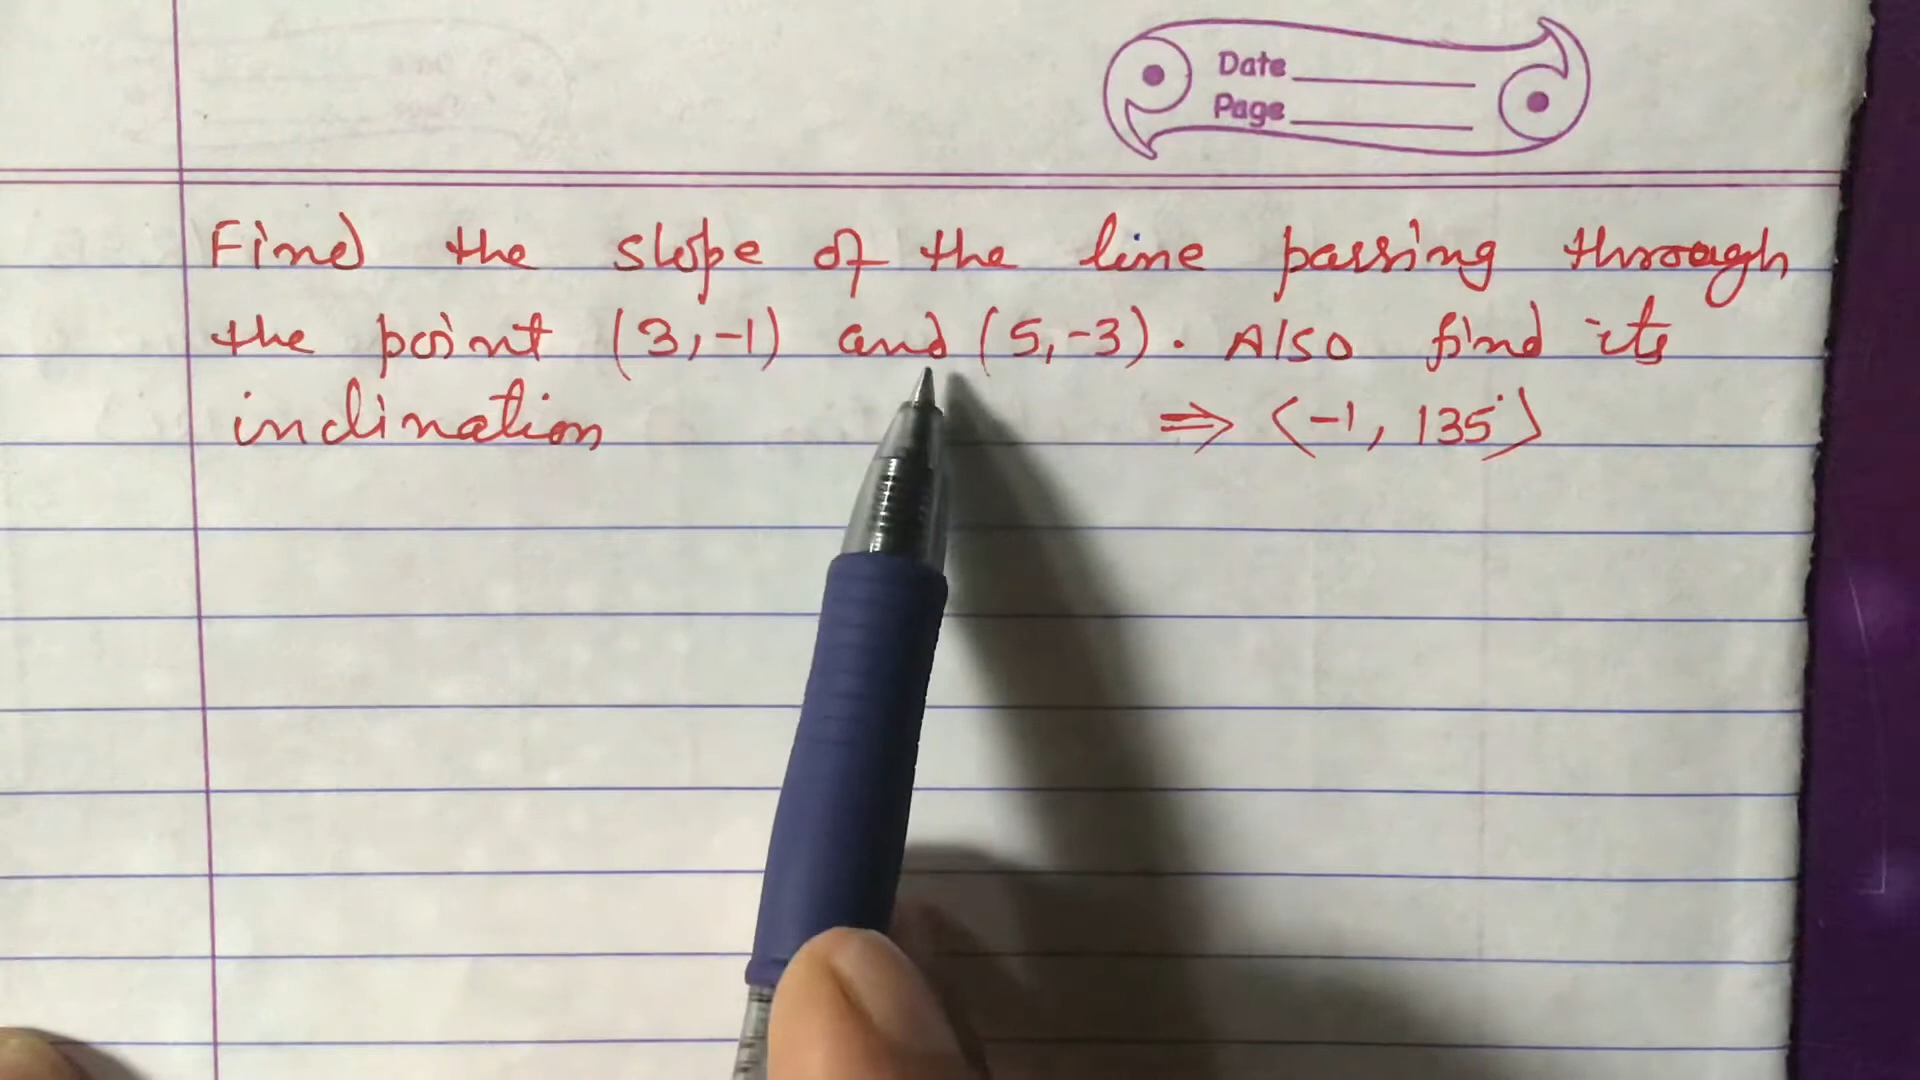 Date
Page
Find the slope of the line passing through
the point (3,-1) and (5,-3). Also find its
inclination ⇒ ⟨-1, 135°⟩